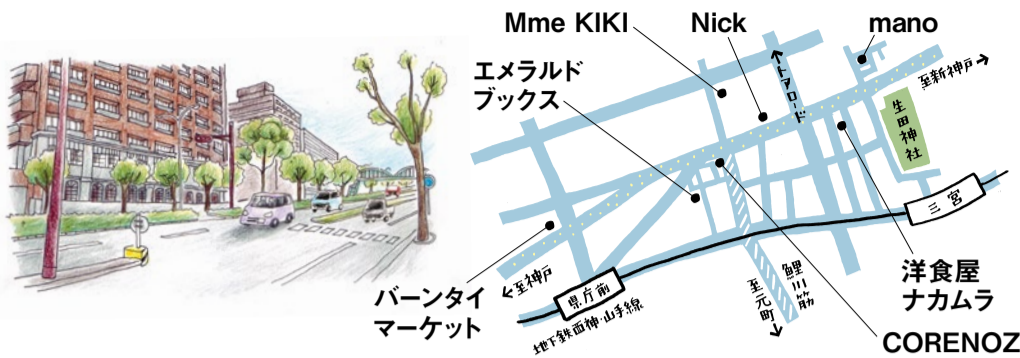 Mme KIKI
Nick
mano
エメラルド
ブックス
↑トアロード
至新神戸→
生田神社
三宮
洋食屋
ナカムラ
バーンタイ
マーケット
←至神戸
県庁前
地下鉄西神・山手線
鯉川筋
至元町↓
CORENOZ